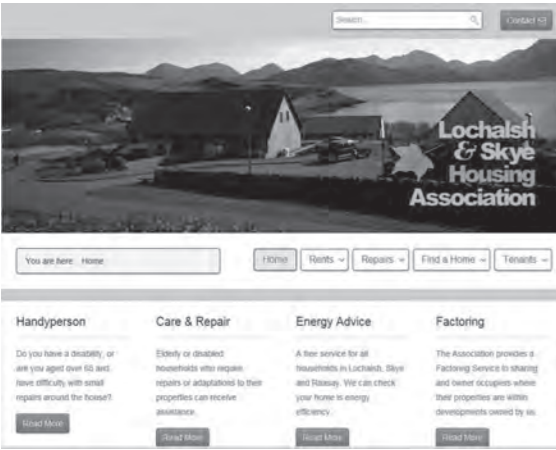 Search...
Contact
Lochalsh
& Skye
Housing
Association
You are here: Home
Home
Rents
Repairs
Find a Home
Tenants
Handyperson
Do you have a disability, or
are you aged over 65 and
have difficulty with small
repairs around the house?
Read More
Care & Repair
Elderly or disabled
households who require
repairs or adaptations to their
properties can receive
assistance.
Read More
Energy Advice
A free service for all
households in Lochalsh, Skye
and Raasay. We can check
your home is energy
efficiency.
Read More
Factoring
The Association provides a
Factoring Service to sharing
and owner occupiers where
their properties are within
developments owned by us.
Read More